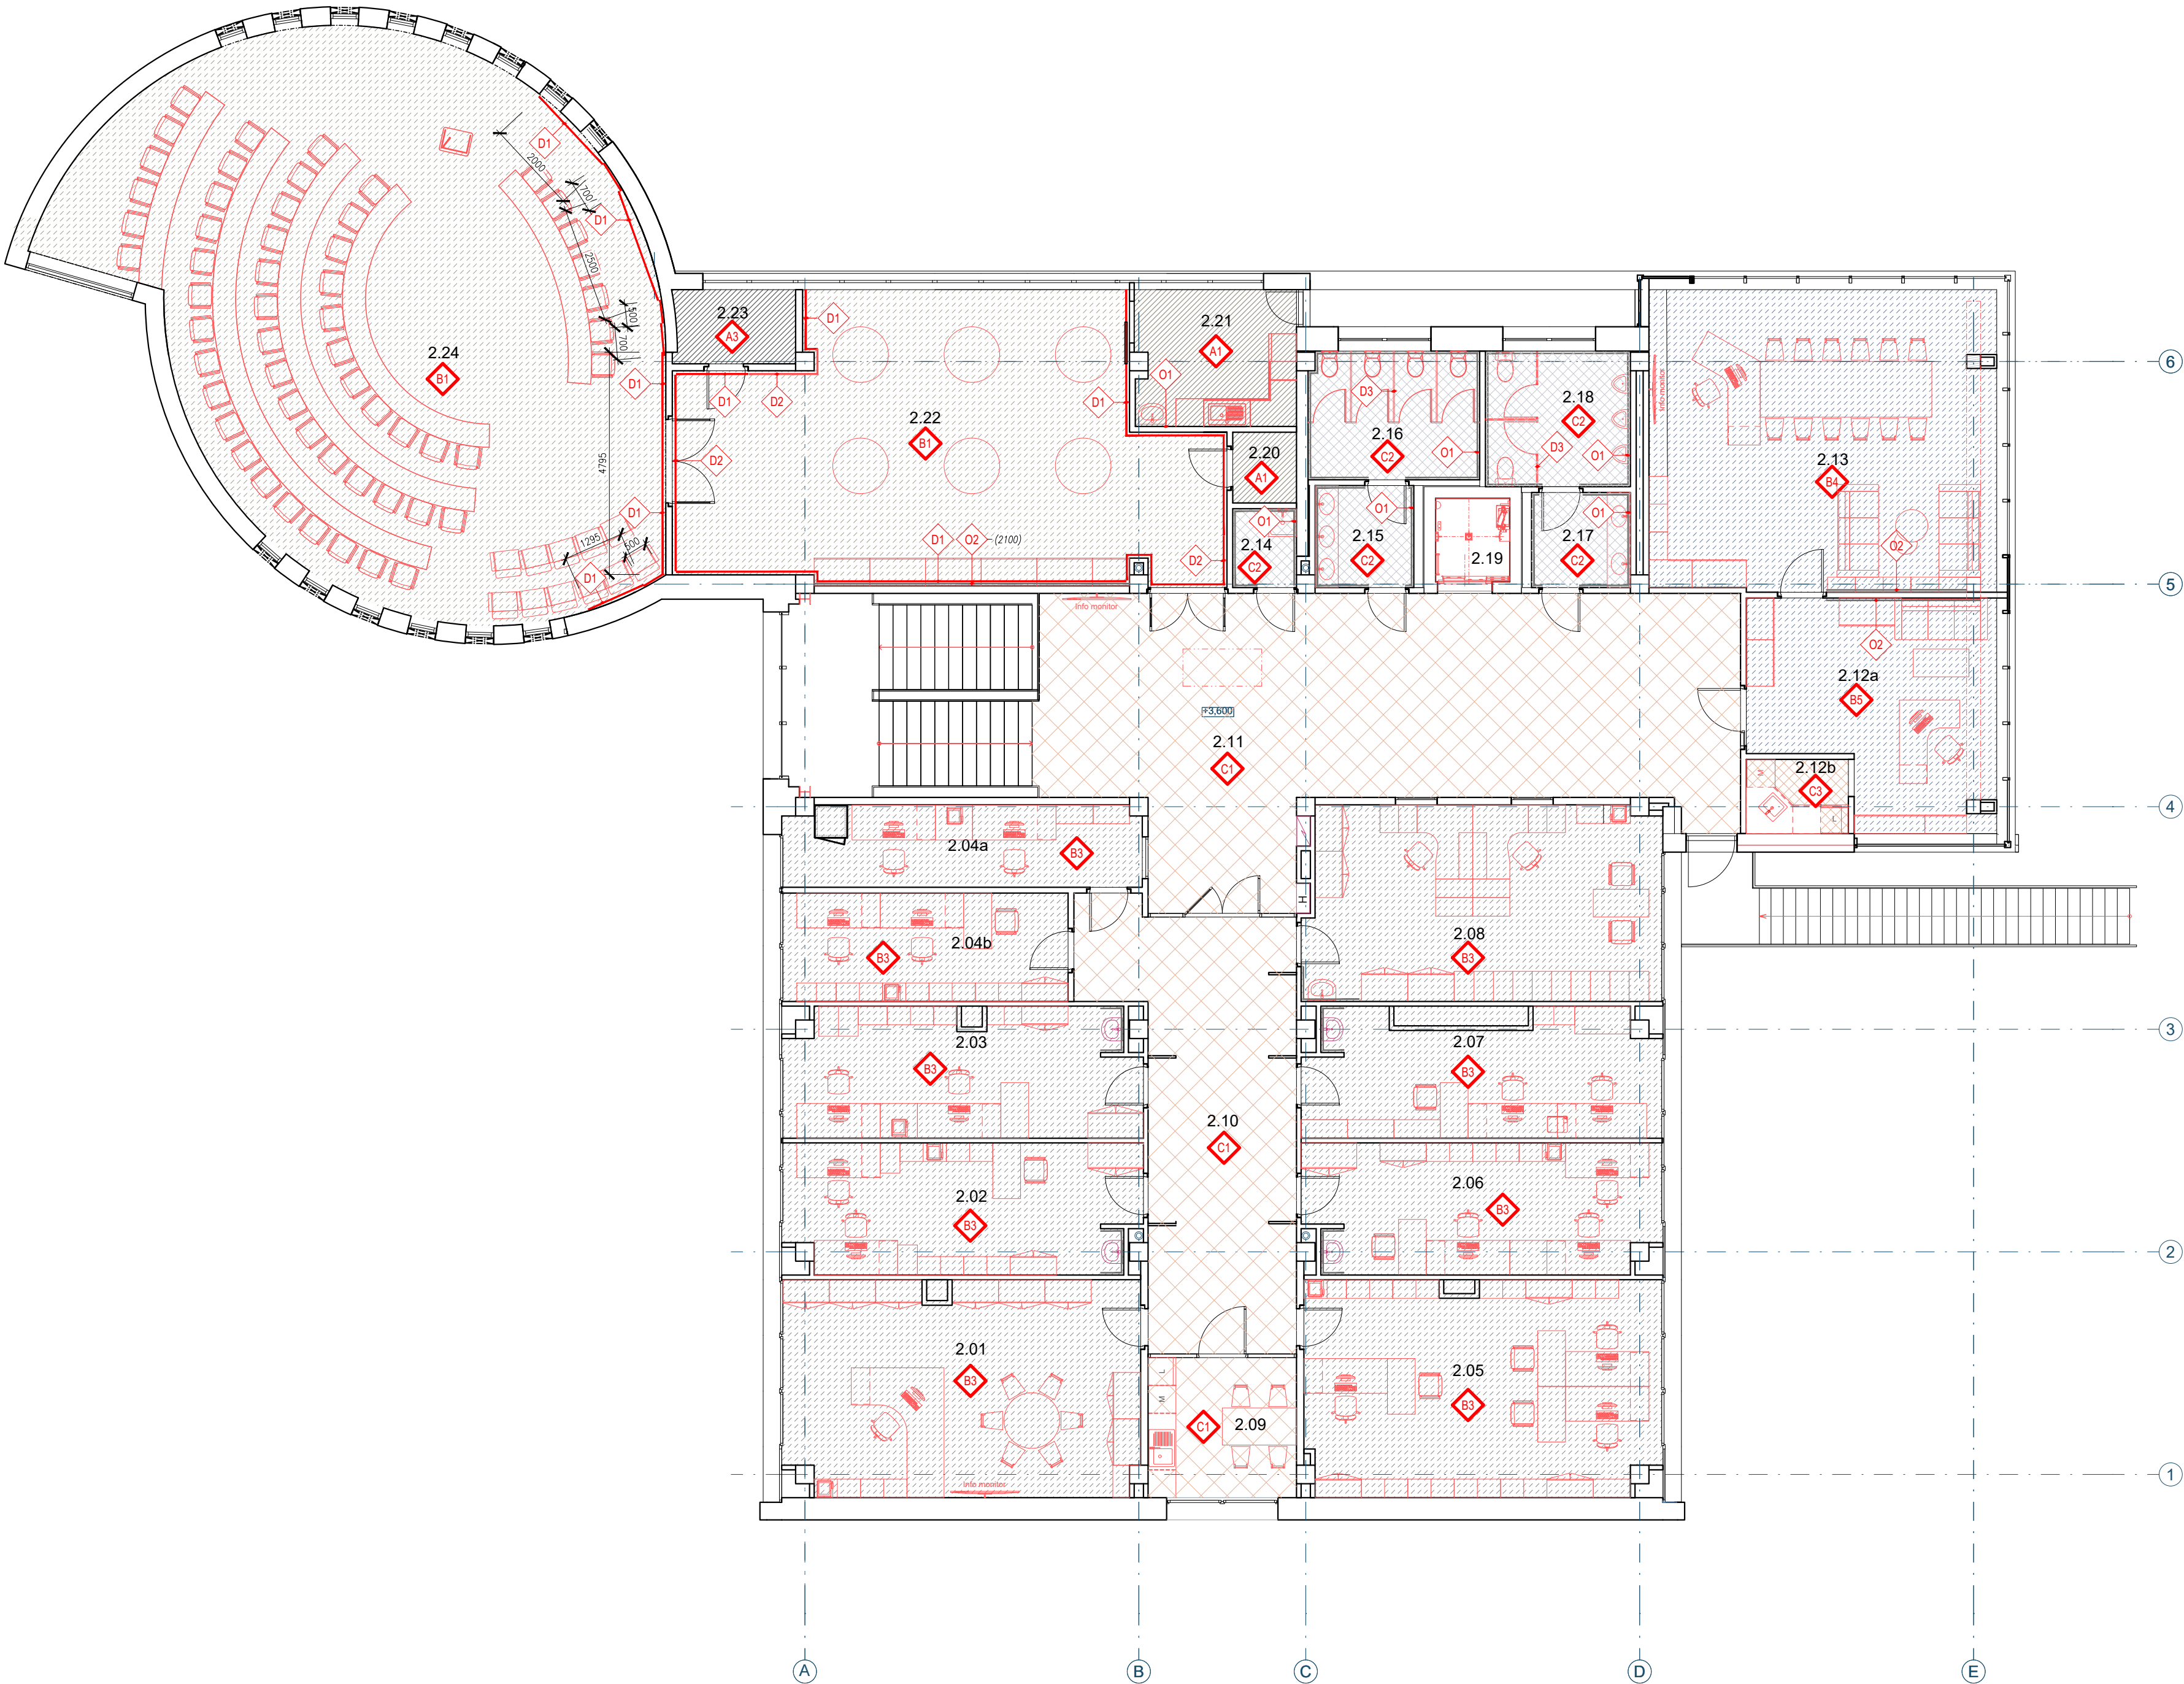 D1
2000
700
D1
2500
500
700
2.24
B1
D1
4795
D1
1295
500
D1
2.23
A3
D1
D1
D2
D2
2.22
B1
D1
D1
O2
(2100)
D2
2.21
A1
O1
2.20
A1
O1
2.14
C2
D3
2.16
C2
O1
2.18
C2
D3
O1
O1
2.15
C2
2.19
O1
2.17
C2
Info monitor
2.13
B4
O2
6
5
Info monitor
+3,600
2.11
C1
O2
2.12a
B5
2.12b
M
C3
L
4
2.04a
B3
2.04b
B3
H
2.08
B3
2.03
B3
2.07
B3
3
2.10
C1
2.02
B3
2.06
B3
2
2.01
B3
Info monitor
L
M
C1
2.09
2.05
B3
1
A
B
C
D
E